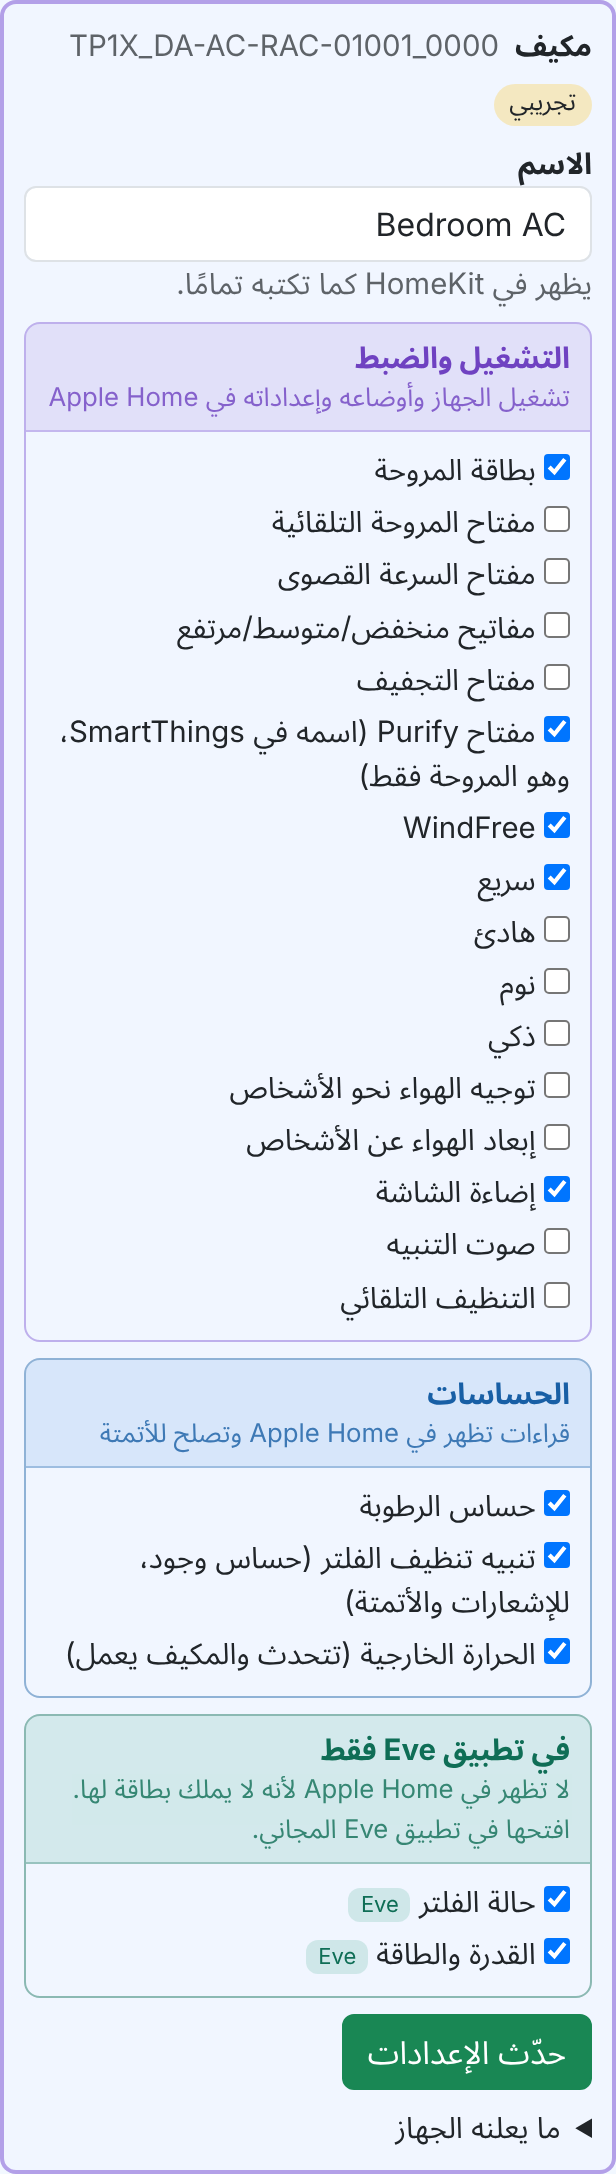 مكيف TP1X_DA-AC-RAC-01001_0000
تجريبي
الاسم
Bedroom AC
يظهر في HomeKit كما تكتبه تمامًا.
التشغيل والضبط
تشغيل الجهاز وأوضاعه وإعداداته في Apple Home
بطاقة المروحة
مفتاح المروحة التلقائية
مفتاح السرعة القصوى
مفاتيح منخفض/متوسط/مرتفع
مفتاح التجفيف
مفتاح Purify (اسمه في SmartThings،
وهو المروحة فقط)
WindFree
سريع
هادئ
نوم
ذكي
توجيه الهواء نحو الأشخاص
إبعاد الهواء عن الأشخاص
إضاءة الشاشة
صوت التنبيه
التنظيف التلقائي
الحساسات
قراءات تظهر في Apple Home وتصلح للأتمتة
حساس الرطوبة
تنبيه تنظيف الفلتر (حساس وجود،
للإشعارات والأتمتة)
الحرارة الخارجية (تتحدث والمكيف يعمل)
في تطبيق Eve فقط
لا تظهر في Apple Home لأنه لا يملك بطاقة لها.
افتحها في تطبيق Eve المجاني.
حالة الفلتر Eve
القدرة والطاقة Eve
حدّث الإعدادات
ما يعلنه الجهاز